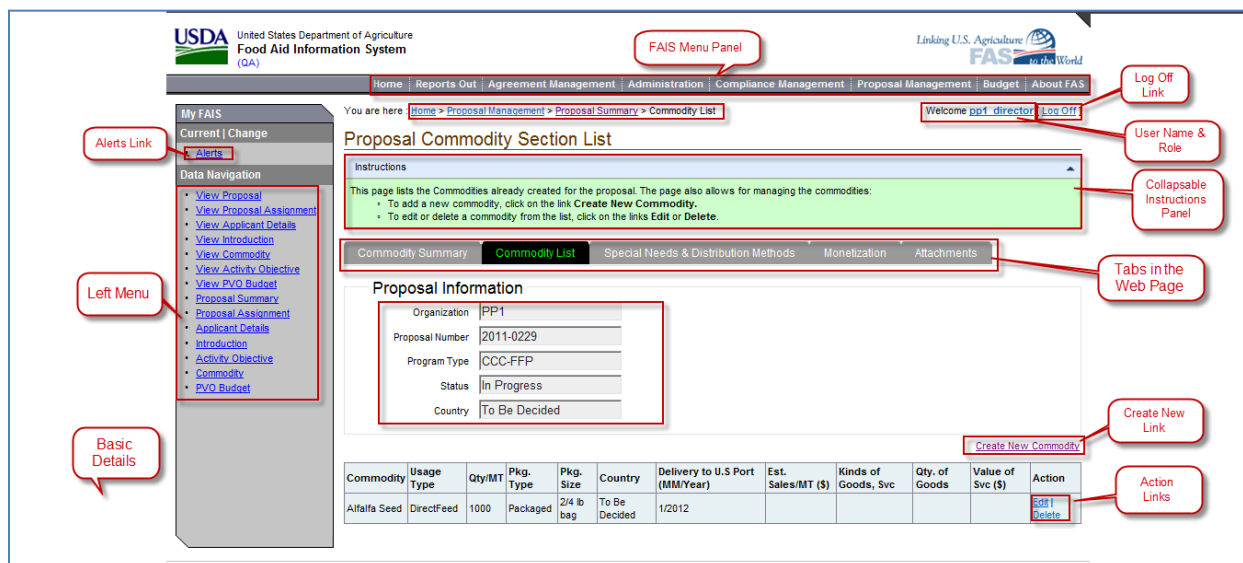 USDA
United States Department of Agriculture
Food Aid Information System
(QA)
FAIS Menu Panel
Linking U.S. Agriculture
FAS to the World
Home Reports Out Agreement Management Administration Compliance Management Proposal Management Budget About FAS
Log Off
Link
My FAIS
Current | Change
Alerts
Alerts Link
Data Navigation
View Proposal
View Proposal Assignment
View Applicant Details
View Introduction
View Commodity
View Activity Objective
View PVO Budget
Proposal Summary
Proposal Assignment
Applicant Details
Introduction
Activity Objective
Commodity
PVO Budget
Left Menu
Basic
Details
You are here : Home > Proposal Management > Proposal Summary > Commodity List
Welcome pp1_director [ Log Off ]
User Name &
Role
Proposal Commodity Section List
Instructions
This page lists the Commodities already created for the proposal. The page also allows for managing the commodities:
To add a new commodity, click on the link Create New Commodity.
To edit or delete a commodity from the list, click on the links Edit or Delete.
Collapsable
Instructions
Panel
Commodity Summary Commodity List Special Needs & Distribution Methods Monetization Attachments
Tabs in the
Web Page
Proposal Information
Organization PP1
Proposal Number 2011-0229
Program Type CCC-FFP
Status In Progress
Country To Be Decided
Create New
Link
Create New Commodity
Commodity Usage Type Qty/MT Pkg. Type Pkg. Size Country Delivery to U.S Port (MM/Year) Est. Sales/MT ($) Kinds of Goods, Svc Qty. of Goods Value of Svc ($) Action
Alfalfa Seed DirectFeed 1000 Packaged 2/4 lb bag To Be Decided 1/2012 Edit | Delete
Action
Links